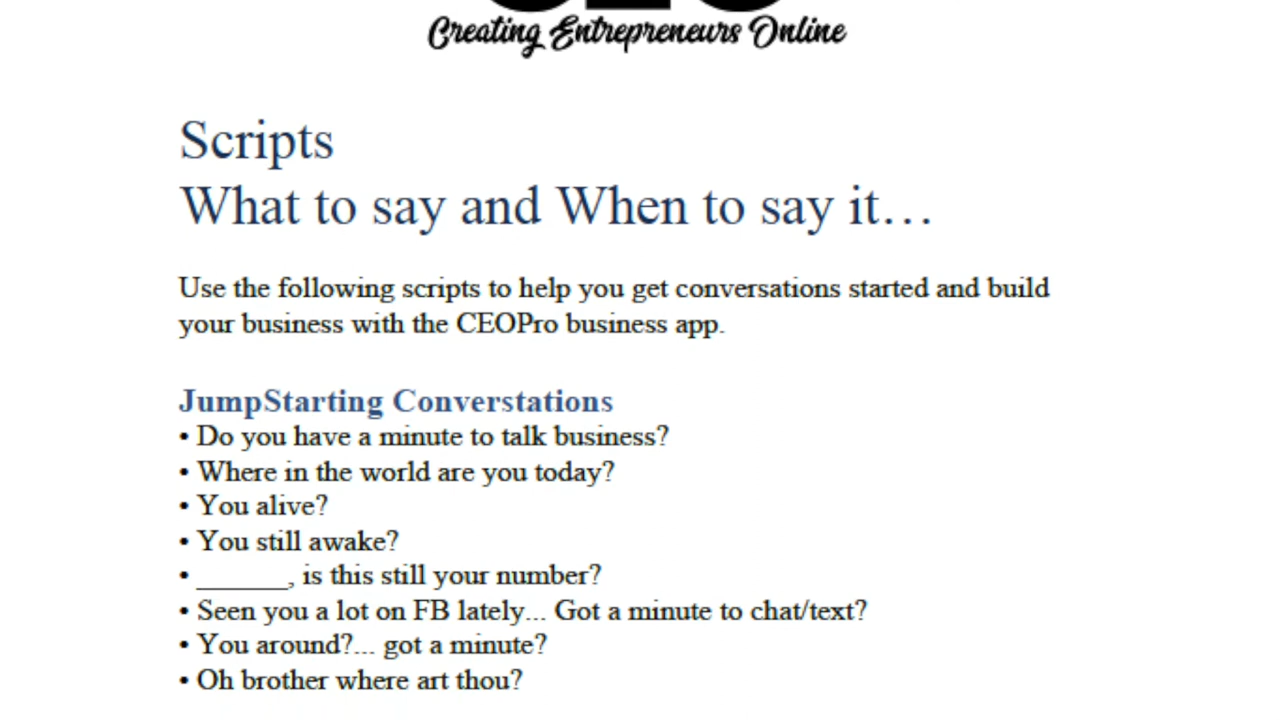 Creating Entrepreneurs Online
Scripts
What to say and When to say it…
Use the following scripts to help you get conversations started and build
your business with the CEOPro business app.
JumpStarting Converstations
• Do you have a minute to talk business?
• Where in the world are you today?
• You alive?
• You still awake?
• _______, is this still your number?
• Seen you a lot on FB lately... Got a minute to chat/text?
• You around?... got a minute?
• Oh brother where art thou?